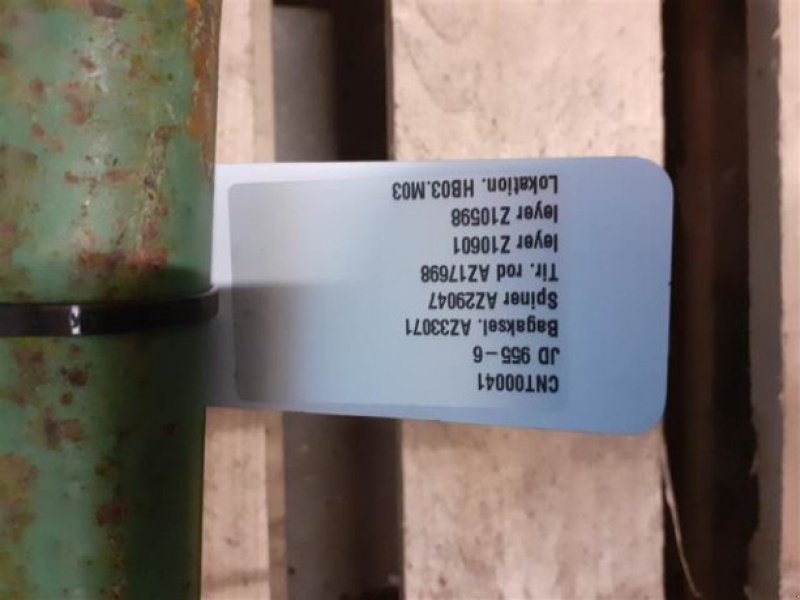 CNT00041
JD 955-6
Bagaksel. AZ33071
Spiner AZ29047
Tir. rod AZ17698
leyer Z10601
leyer Z10598
Lokation. HB03.M03